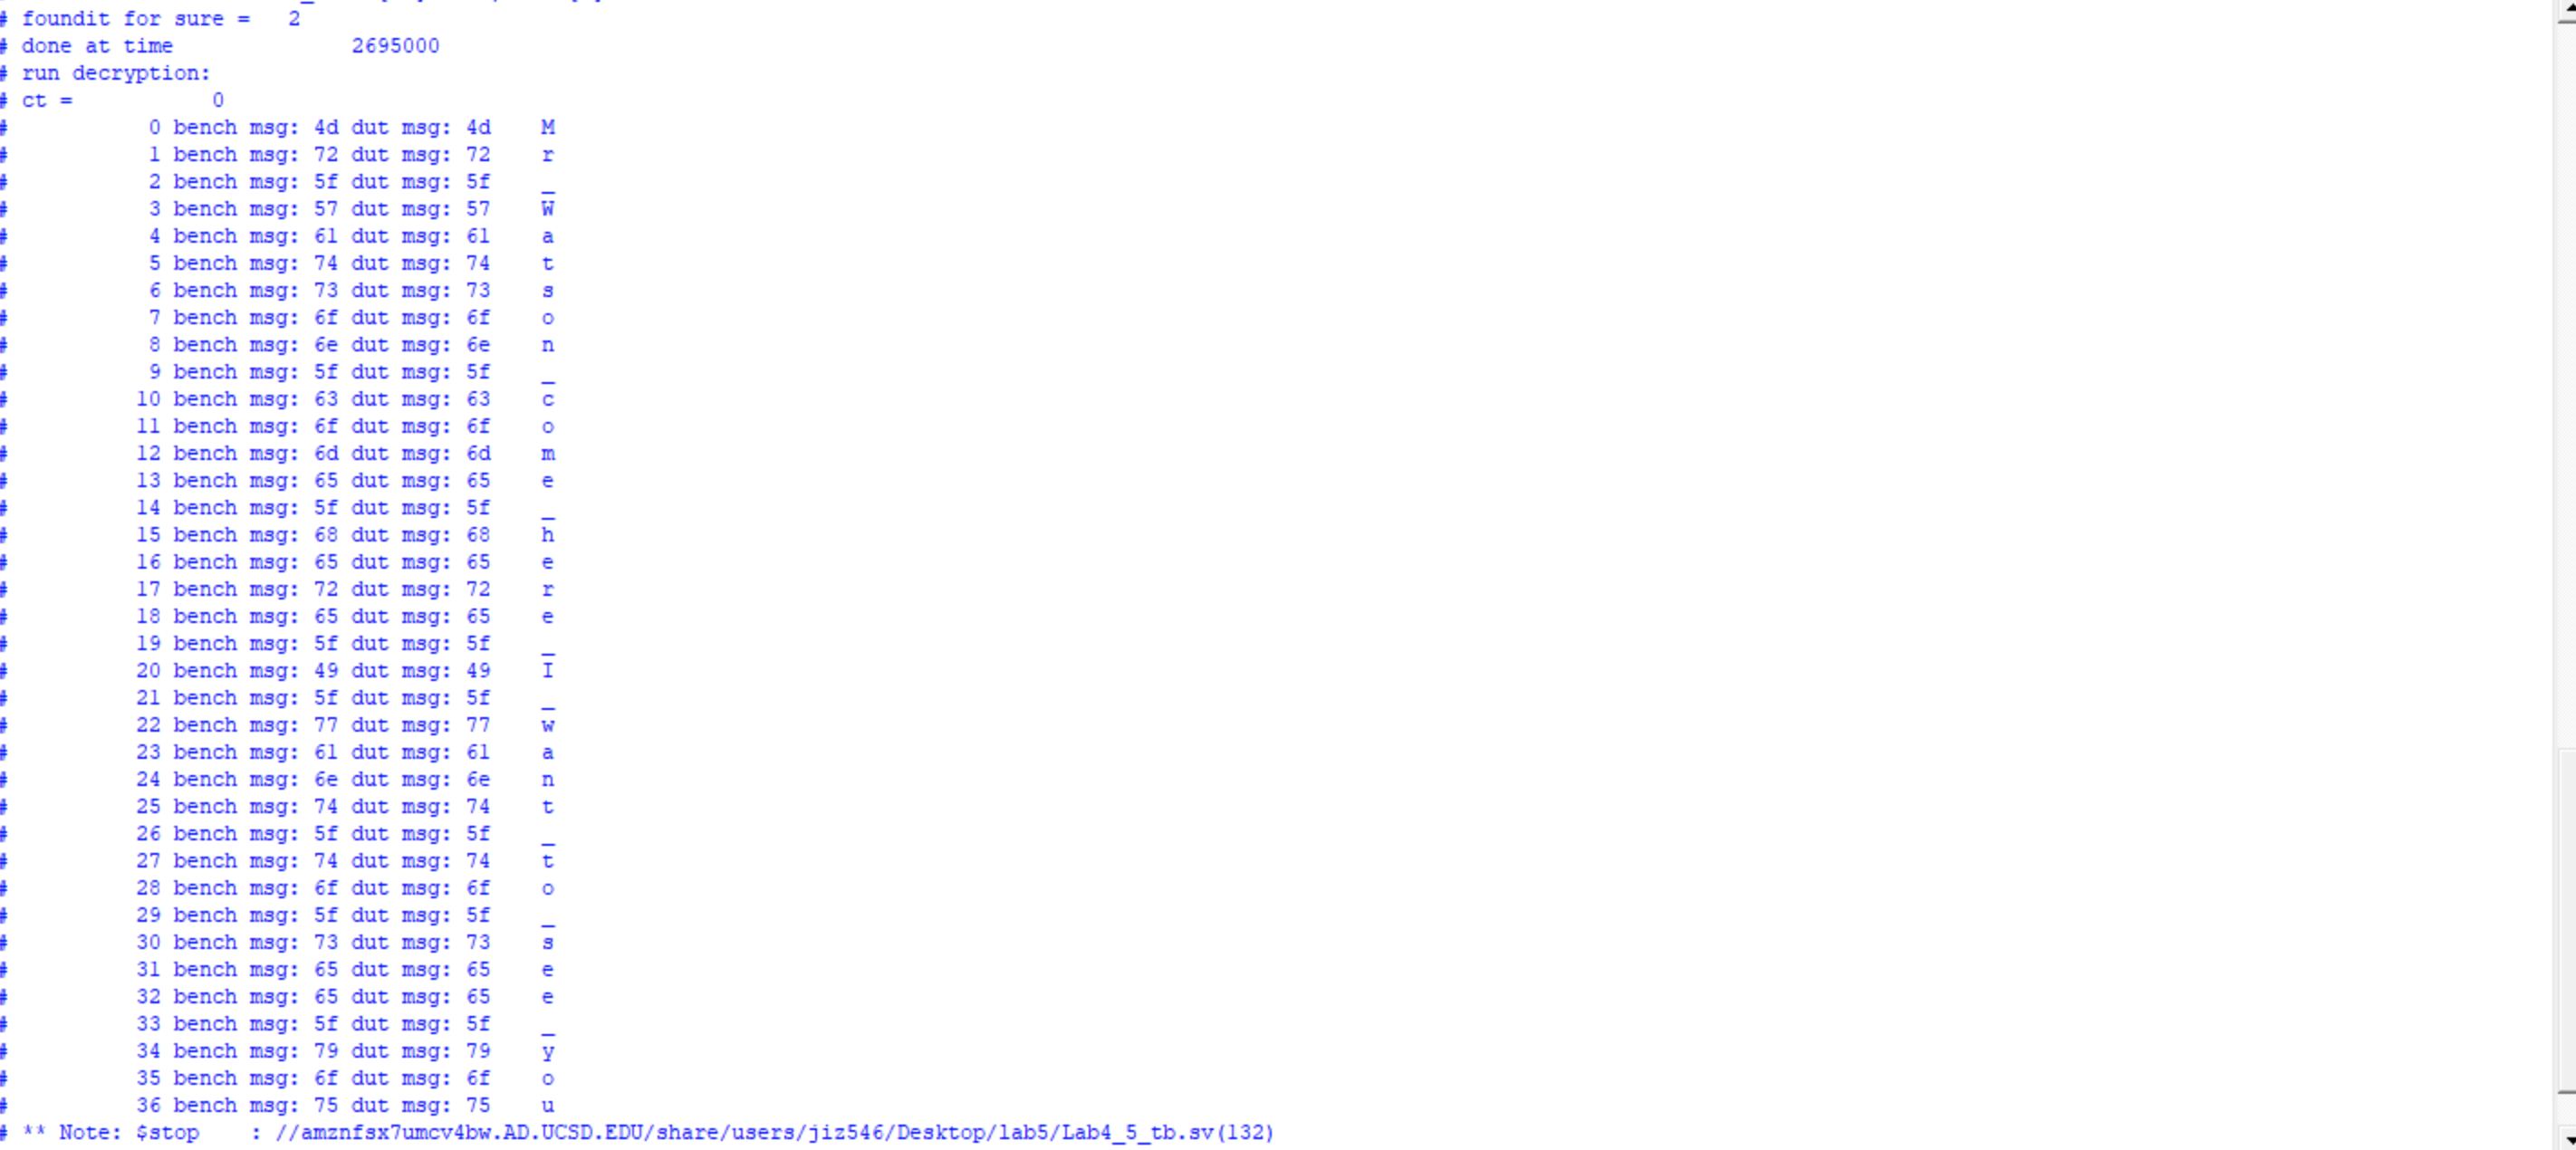 # foundit for sure =   2
# done at time              2695000
# run decryption:
# ct =           0
#           0 bench msg: 4d dut msg: 4d    M
#           1 bench msg: 72 dut msg: 72    r
#           2 bench msg: 5f dut msg: 5f    _
#           3 bench msg: 57 dut msg: 57    W
#           4 bench msg: 61 dut msg: 61    a
#           5 bench msg: 74 dut msg: 74    t
#           6 bench msg: 73 dut msg: 73    s
#           7 bench msg: 6f dut msg: 6f    o
#           8 bench msg: 6e dut msg: 6e    n
#           9 bench msg: 5f dut msg: 5f    _
#          10 bench msg: 63 dut msg: 63    c
#          11 bench msg: 6f dut msg: 6f    o
#          12 bench msg: 6d dut msg: 6d    m
#          13 bench msg: 65 dut msg: 65    e
#          14 bench msg: 5f dut msg: 5f    _
#          15 bench msg: 68 dut msg: 68    h
#          16 bench msg: 65 dut msg: 65    e
#          17 bench msg: 72 dut msg: 72    r
#          18 bench msg: 65 dut msg: 65    e
#          19 bench msg: 5f dut msg: 5f    _
#          20 bench msg: 49 dut msg: 49    I
#          21 bench msg: 5f dut msg: 5f    _
#          22 bench msg: 77 dut msg: 77    w
#          23 bench msg: 61 dut msg: 61    a
#          24 bench msg: 6e dut msg: 6e    n
#          25 bench msg: 74 dut msg: 74    t
#          26 bench msg: 5f dut msg: 5f    _
#          27 bench msg: 74 dut msg: 74    t
#          28 bench msg: 6f dut msg: 6f    o
#          29 bench msg: 5f dut msg: 5f    _
#          30 bench msg: 73 dut msg: 73    s
#          31 bench msg: 65 dut msg: 65    e
#          32 bench msg: 65 dut msg: 65    e
#          33 bench msg: 5f dut msg: 5f    _
#          34 bench msg: 79 dut msg: 79    y
#          35 bench msg: 6f dut msg: 6f    o
#          36 bench msg: 75 dut msg: 75    u
# ** Note: $stop    : //amznfsx7umcv4bw.AD.UCSD.EDU/share/users/jiz546/Desktop/lab5/Lab4_5_tb.sv(132)